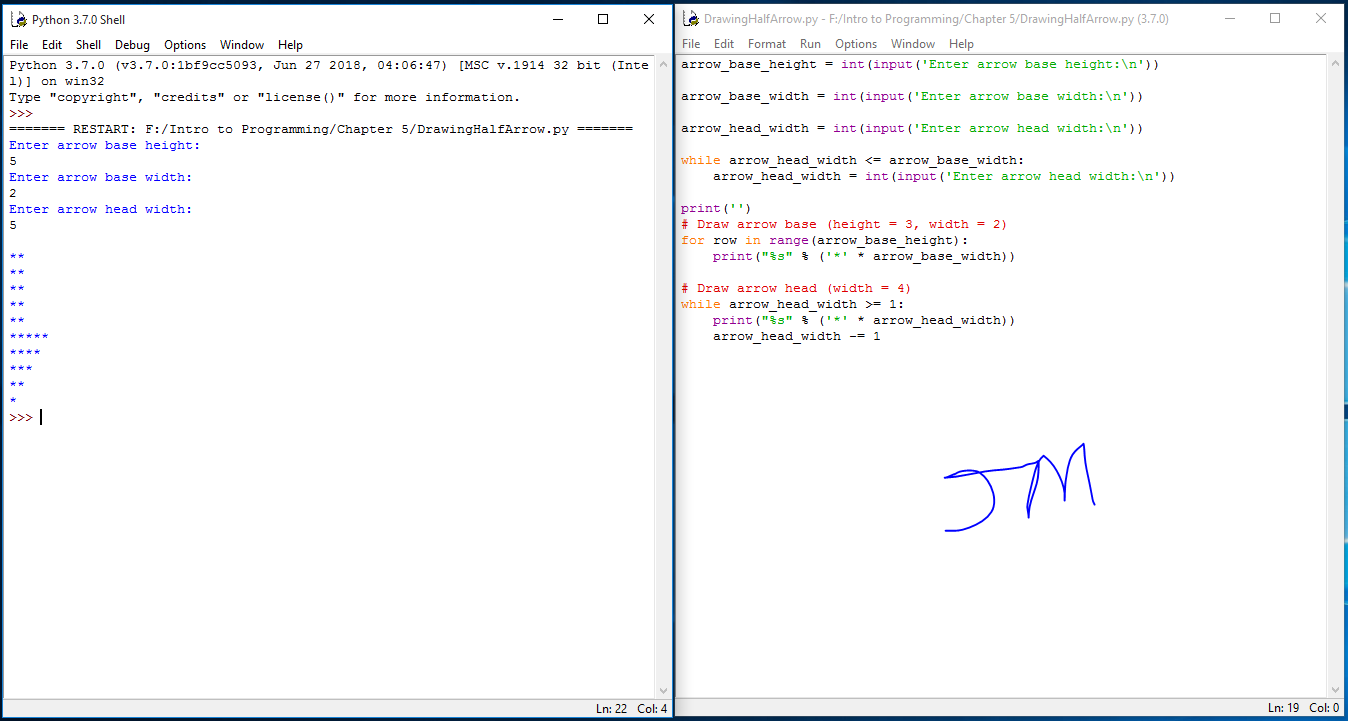 Python 3.7.0 Shell
File Edit Shell Debug Options Window Help
Python 3.7.0 (v3.7.0:1bf9cc5093, Jun 27 2018, 04:06:47) [MSC v.1914 32 bit (Inte
l)] on win32
Type "copyright", "credits" or "license()" for more information.
>>>
======= RESTART: F:/Intro to Programming/Chapter 5/DrawingHalfArrow.py =======
Enter arrow base height:
5
Enter arrow base width:
2
Enter arrow head width:
5
**
**
**
**
**
*****
****
***
**
*
>>>
Ln: 22 Col: 4
DrawingHalfArrow.py - F:/Intro to Programming/Chapter 5/DrawingHalfArrow.py (3.7.0)
File Edit Format Run Options Window Help
arrow_base_height = int(input('Enter arrow base height:\n'))
arrow_base_width = int(input('Enter arrow base width:\n'))
arrow_head_width = int(input('Enter arrow head width:\n'))
while arrow_head_width <= arrow_base_width:
    arrow_head_width = int(input('Enter arrow head width:\n'))
print('')
# Draw arrow base (height = 3, width = 2)
for row in range(arrow_base_height):
    print("%s" % ('*' * arrow_base_width))
# Draw arrow head (width = 4)
while arrow_head_width >= 1:
    print("%s" % ('*' * arrow_head_width))
    arrow_head_width -= 1
JM
Ln: 19 Col: 0